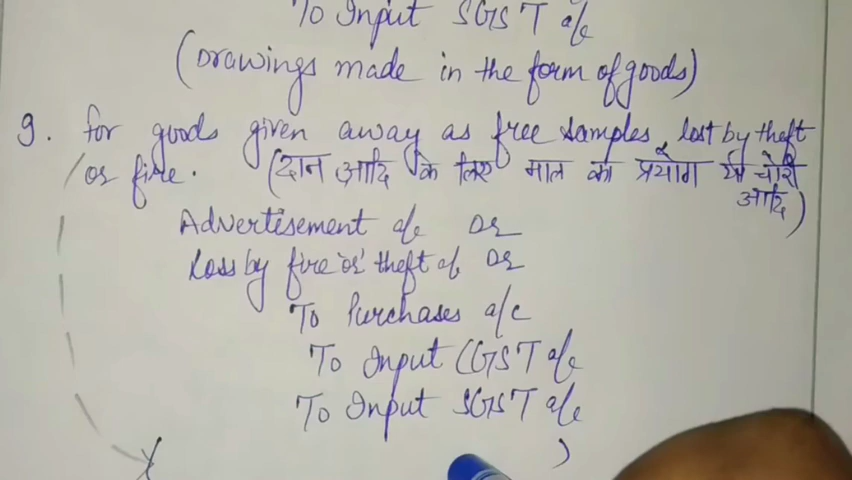 To Input SGST a/c
(Drawings made in the form of goods)
9. for goods given away as free samples, lost by theft
or fire. (दान आदि के लिए माल का प्रयोग या चोरी
आदि)
Advertisement a/c Dr
Loss by fire 'or' theft a/c Dr
To Purchases a/c
To Input CGST a/c
To Input SGST a/c
)